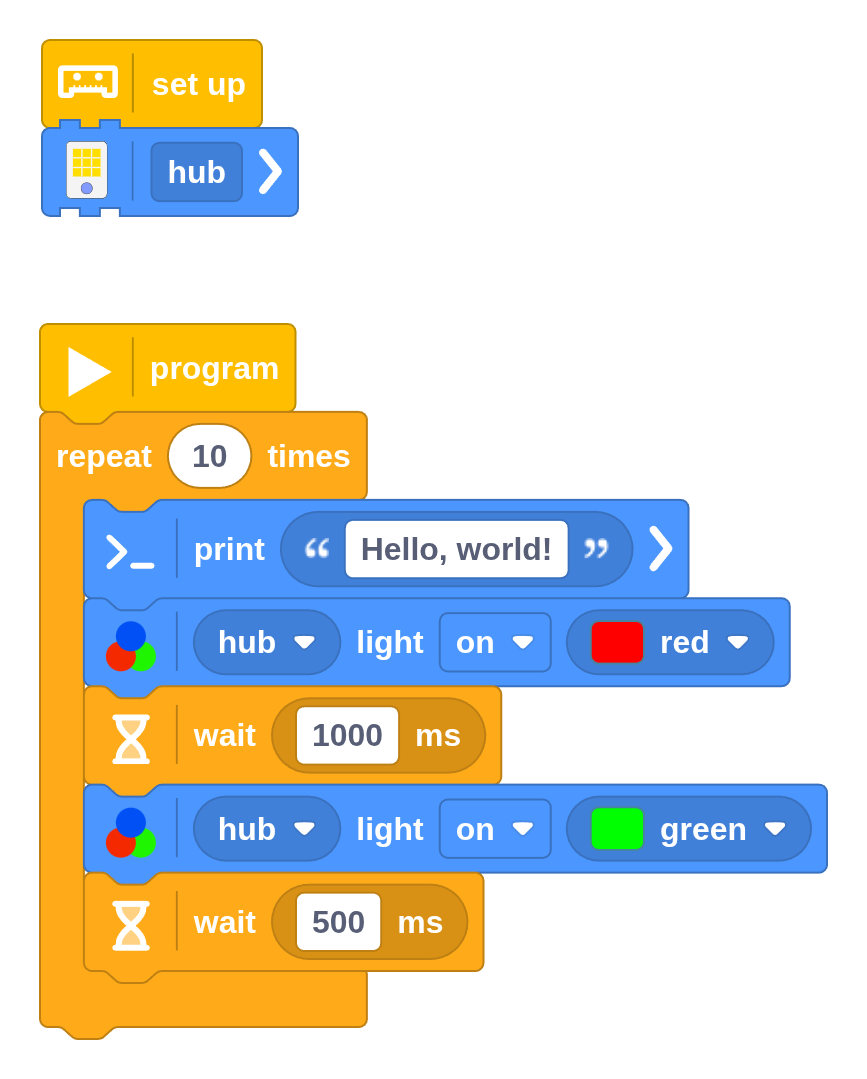 set up
hub
program
repeat 10 times
print “ Hello, world! ”
hub light on red
wait 1000 ms
hub light on green
wait 500 ms